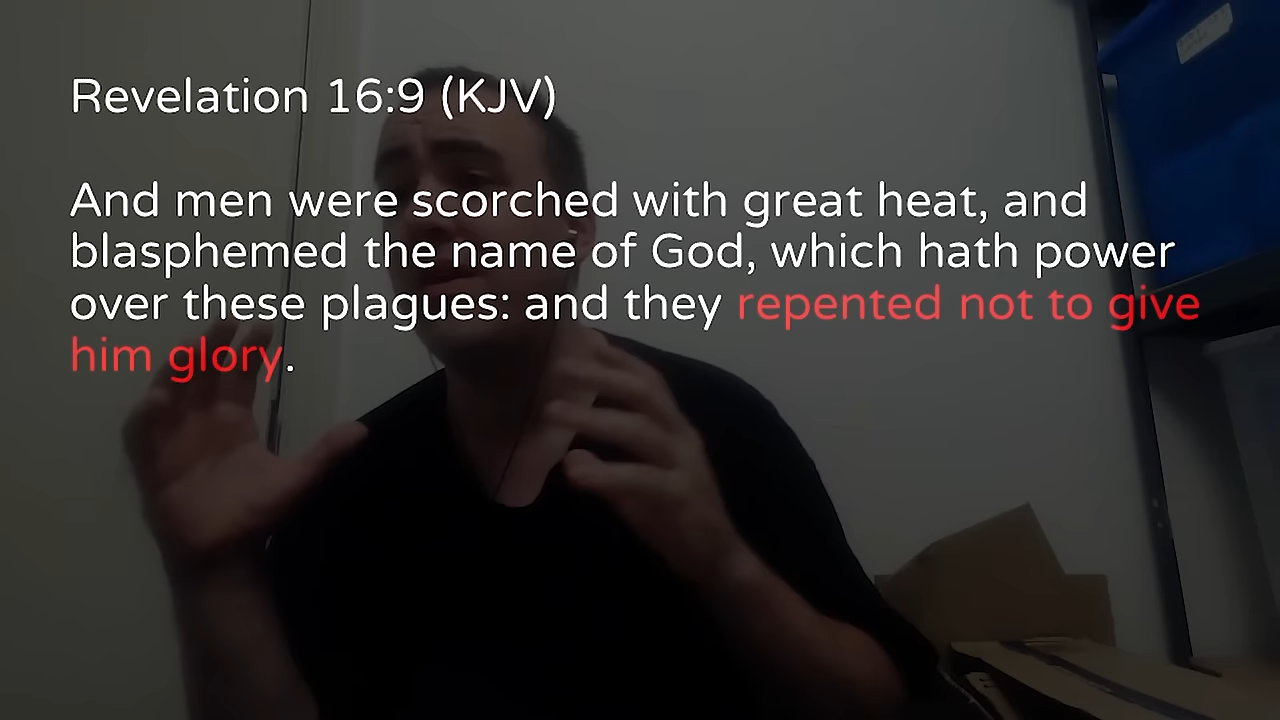 Revelation 16:9 (KJV)
And men were scorched with great heat, and
blasphemed the name of God, which hath power
over these plagues: and they repented not to give
him glory.